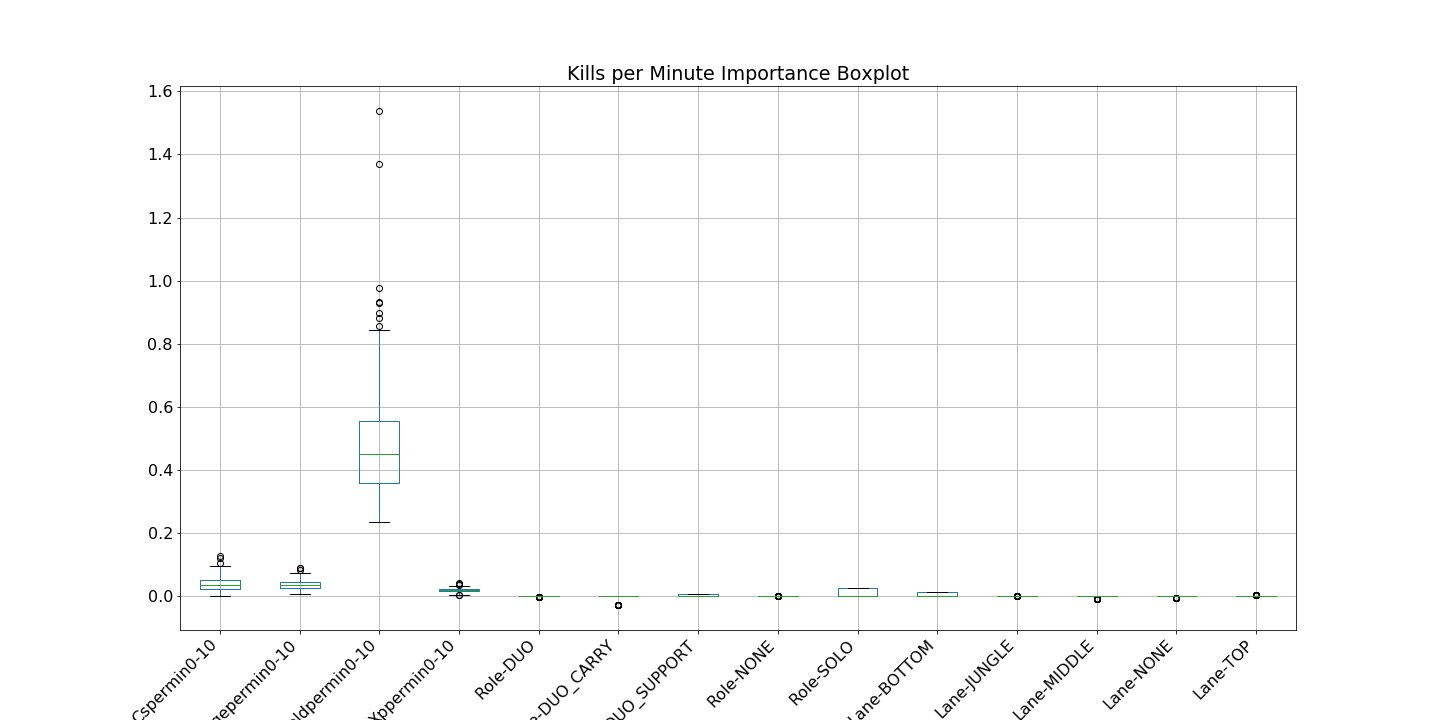 Kills per Minute Importance Boxplot
1.6
1.4
1.2
1.0
0.8
0.6
0.4
0.2
0.0
Cspermin0-10
gepermin0-10
ldpermin0-10
Xppermin0-10
Role-DUO
e-DUO_CARRY
DUO_SUPPORT
Role-NONE
Role-SOLO
Lane-BOTTOM
Lane-JUNGLE
Lane-MIDDLE
Lane-NONE
Lane-TOP